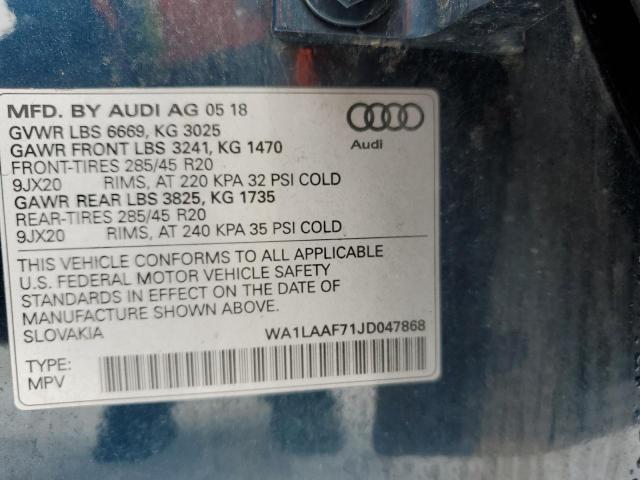 MFD. BY AUDI AG 05 18
GVWR LBS 6669, KG 3025
GAWR FRONT LBS 3241, KG 1470
FRONT-TIRES 285/45 R20
9JX20 RIMS, AT 220 KPA 32 PSI COLD
GAWR REAR LBS 3825, KG 1735
REAR-TIRES 285/45 R20
9JX20 RIMS, AT 240 KPA 35 PSI COLD
Audi
THIS VEHICLE CONFORMS TO ALL APPLICABLE
U.S. FEDERAL MOTOR VEHICLE SAFETY
STANDARDS IN EFFECT ON THE DATE OF
MANUFACTURE SHOWN ABOVE.
SLOVAKIA WA1LAAF71JD047868
TYPE:
MPV